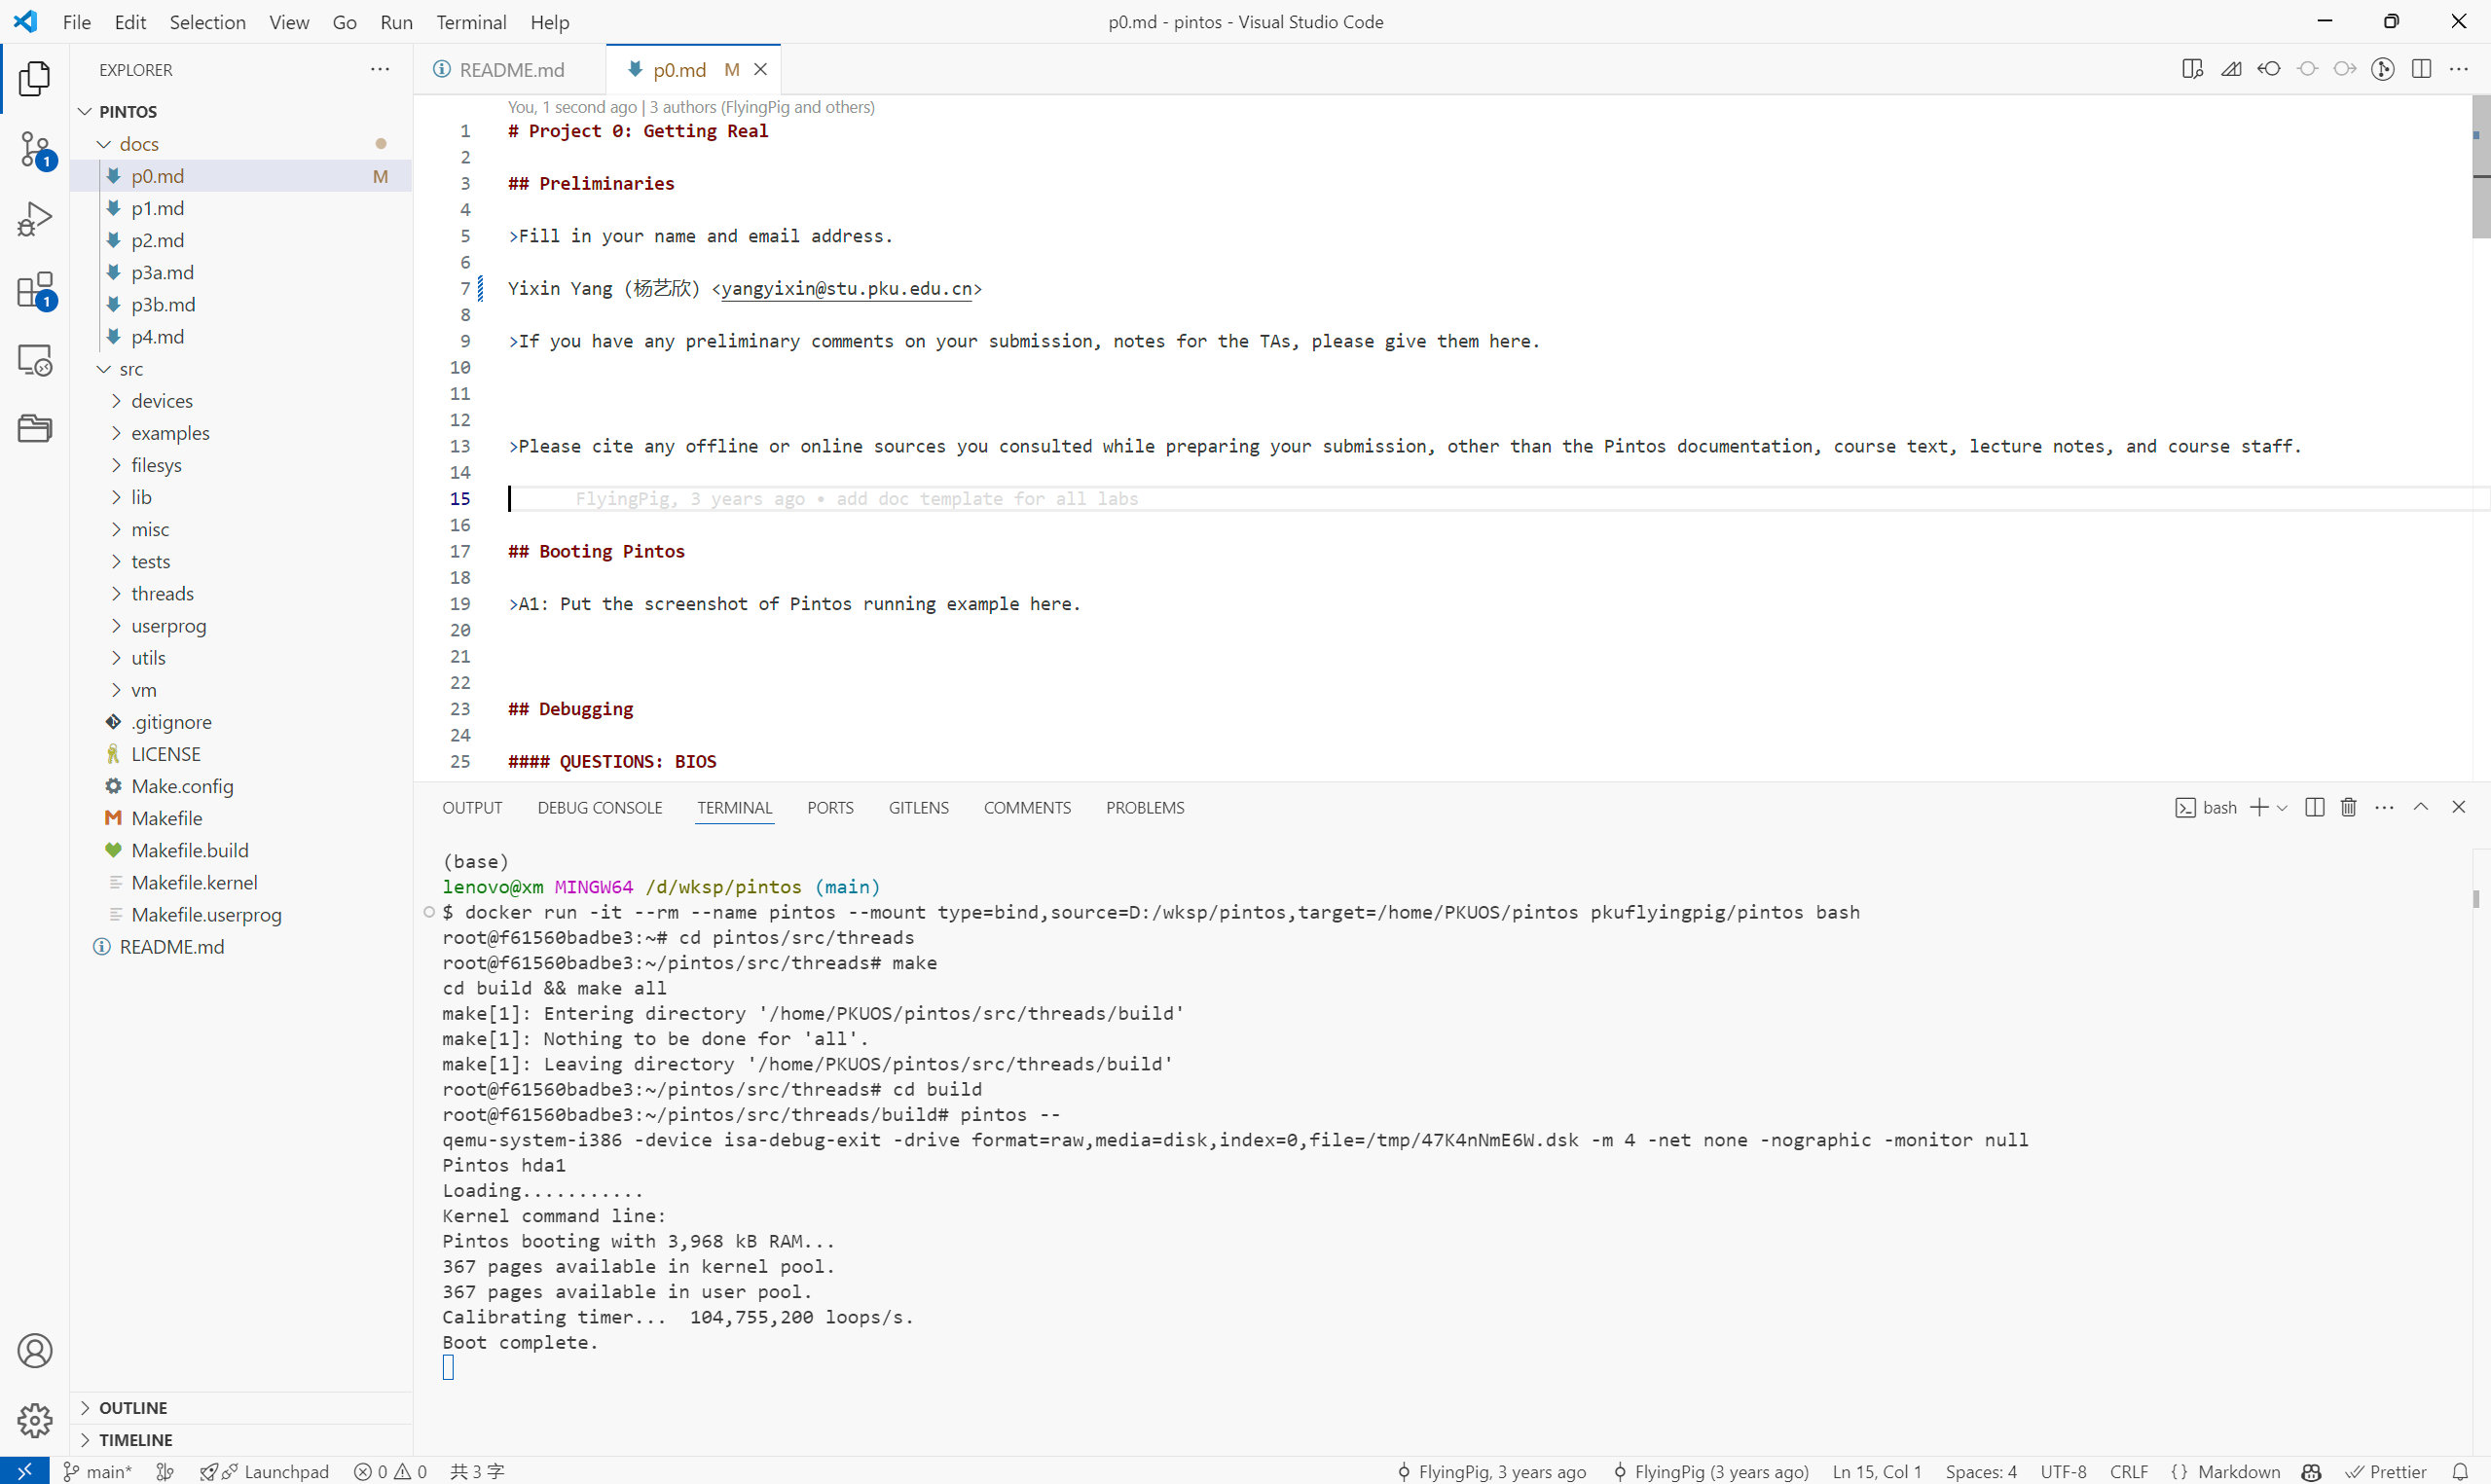 File Edit Selection View Go Run Terminal Help
p0.md - pintos - Visual Studio Code
EXPLORER
PINTOS
docs
p0.md M
p1.md
p2.md
p3a.md
p3b.md
p4.md
src
devices
examples
filesys
lib
misc
tests
threads
userprog
utils
vm
.gitignore
LICENSE
Make.config
Makefile
Makefile.build
Makefile.kernel
Makefile.userprog
README.md
OUTLINE
TIMELINE
1
1
README.md
p0.md M
You, 1 second ago | 3 authors (FlyingPig and others)
1 # Project 0: Getting Real
2
3 ## Preliminaries
4
5 >Fill in your name and email address.
6
7 Yixin Yang (杨艺欣) <yangyixin@stu.pku.edu.cn>
8
9 >If you have any preliminary comments on your submission, notes for the TAs, please give them here.
10
11
12
13 >Please cite any offline or online sources you consulted while preparing your submission, other than the Pintos documentation, course text, lecture notes, and course staff.
14
15 FlyingPig, 3 years ago • add doc template for all labs
16
17 ## Booting Pintos
18
19 >A1: Put the screenshot of Pintos running example here.
20
21
22
23 ## Debugging
24
25 #### QUESTIONS: BIOS
OUTPUT DEBUG CONSOLE TERMINAL PORTS GITLENS COMMENTS PROBLEMS
bash
(base)
lenovo@xm MINGW64 /d/wksp/pintos (main)
$ docker run -it --rm --name pintos --mount type=bind,source=D:/wksp/pintos,target=/home/PKUOS/pintos pkuflyingpig/pintos bash
root@f61560badbe3:~# cd pintos/src/threads
root@f61560badbe3:~/pintos/src/threads# make
cd build && make all
make[1]: Entering directory '/home/PKUOS/pintos/src/threads/build'
make[1]: Nothing to be done for 'all'.
make[1]: Leaving directory '/home/PKUOS/pintos/src/threads/build'
root@f61560badbe3:~/pintos/src/threads# cd build
root@f61560badbe3:~/pintos/src/threads/build# pintos --
qemu-system-i386 -device isa-debug-exit -drive format=raw,media=disk,index=0,file=/tmp/47K4nNmE6W.dsk -m 4 -net none -nographic -monitor null
Pintos hda1
Loading...........
Kernel command line:
Pintos booting with 3,968 kB RAM...
367 pages available in kernel pool.
367 pages available in user pool.
Calibrating timer...  104,755,200 loops/s.
Boot complete.
main* Launchpad 0 0 共 3 字
FlyingPig, 3 years ago FlyingPig (3 years ago) Ln 15, Col 1 Spaces: 4 UTF-8 CRLF {} Markdown Prettier